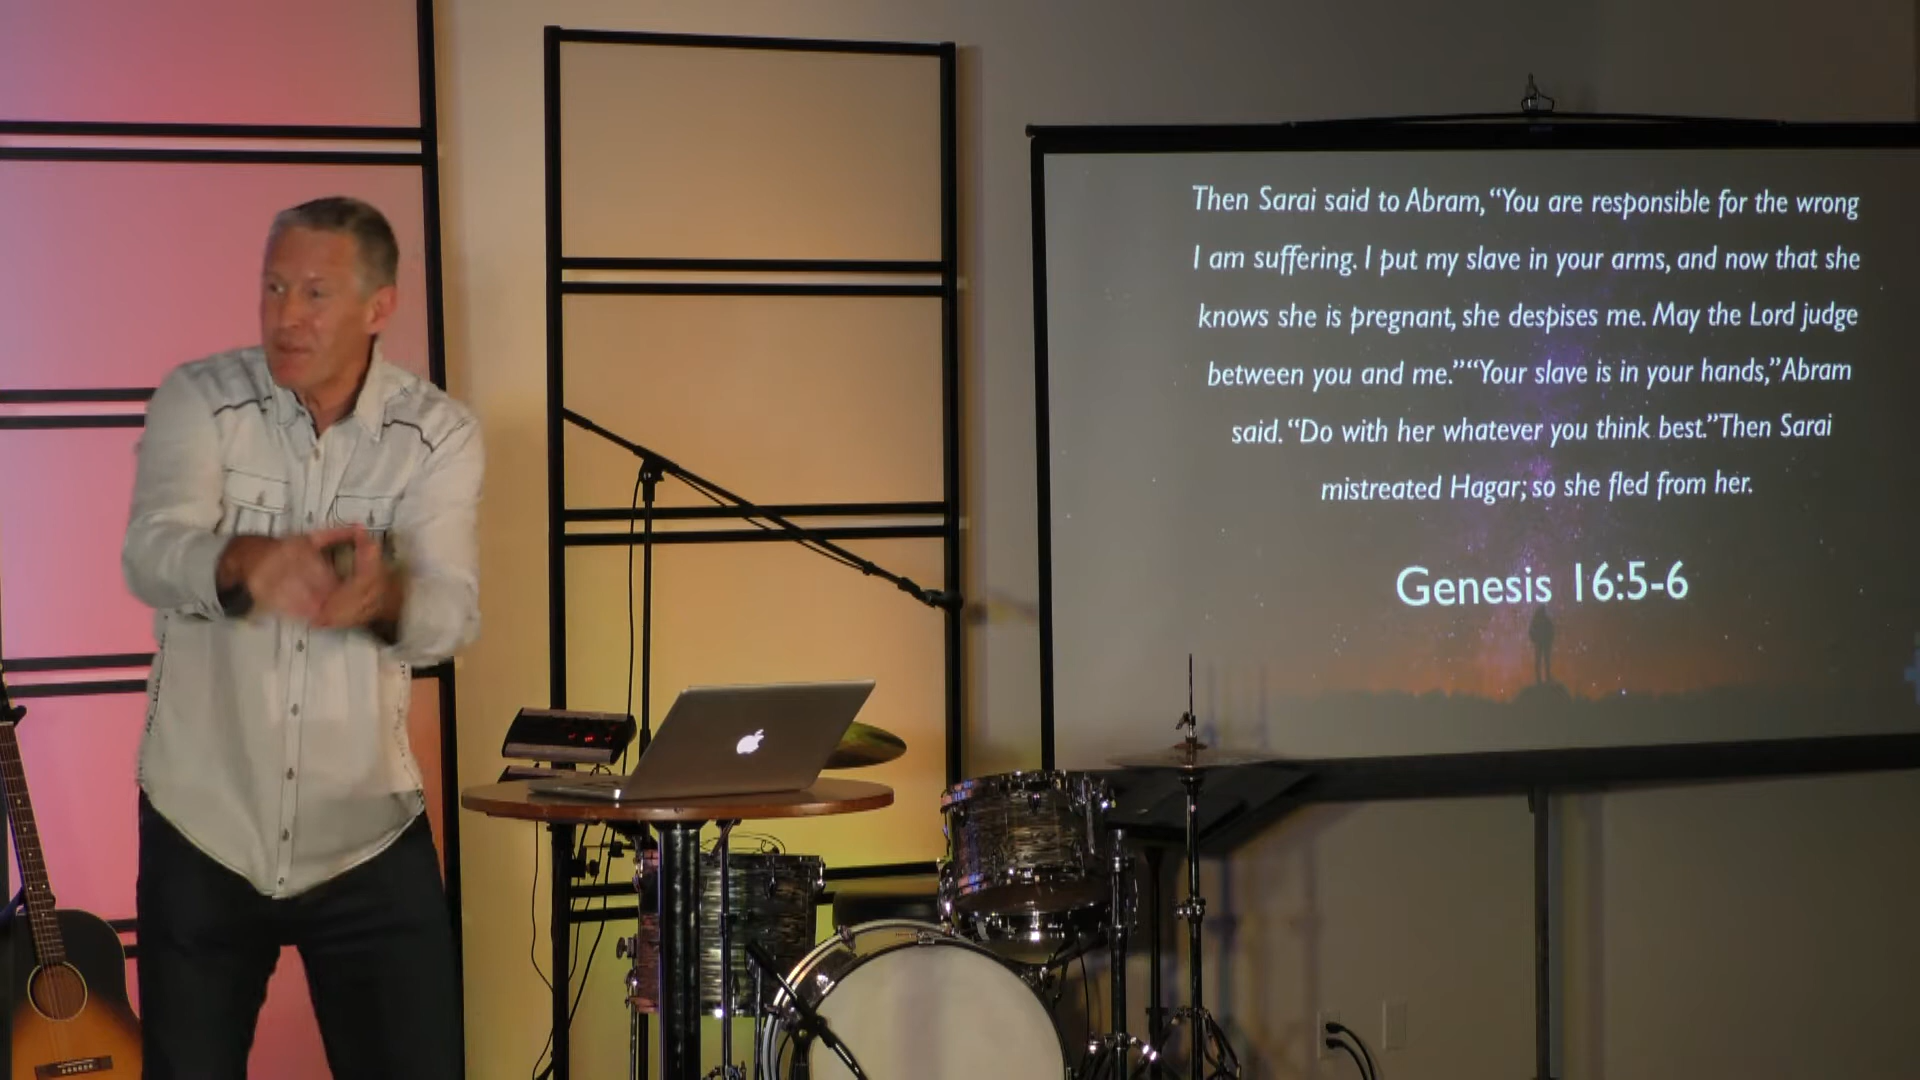 Then Sarai said to Abram, “You are responsible for the wrong
I am suffering. I put my slave in your arms, and now that she
knows she is pregnant, she despises me. May the Lord judge
between you and me.” “Your slave is in your hands,” Abram
said. “Do with her whatever you think best.” Then Sarai
mistreated Hagar; so she fled from her.
Genesis 16:5-6